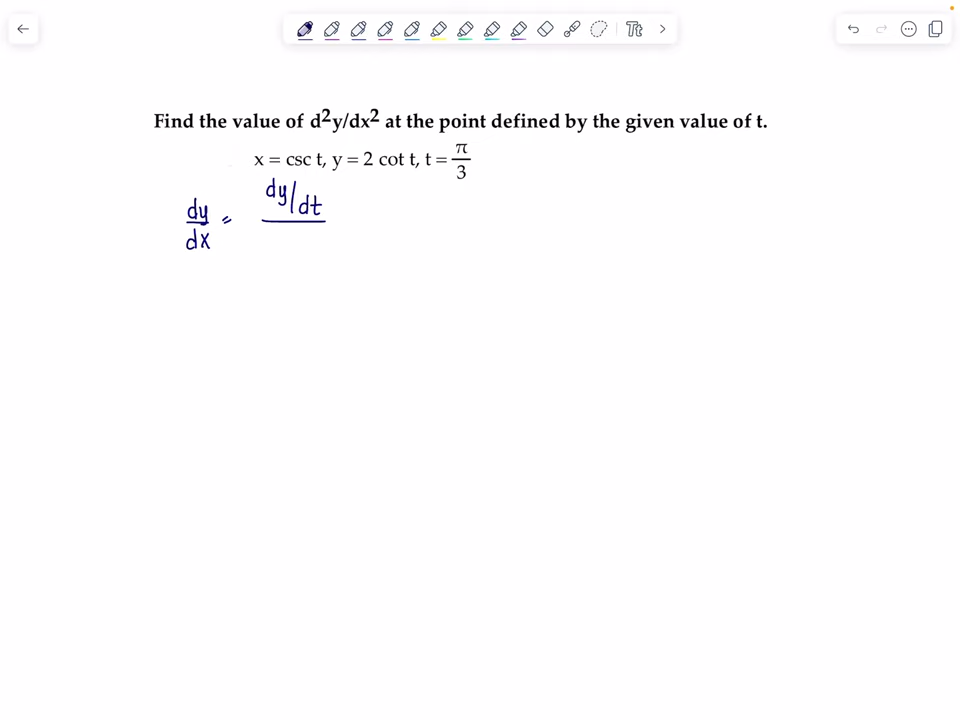 Find the value of d²y/dx² at the point defined by the given value of t.
x = csc t, y = 2 cot t, t = π/3
dy/dx = dy/dt
Tt